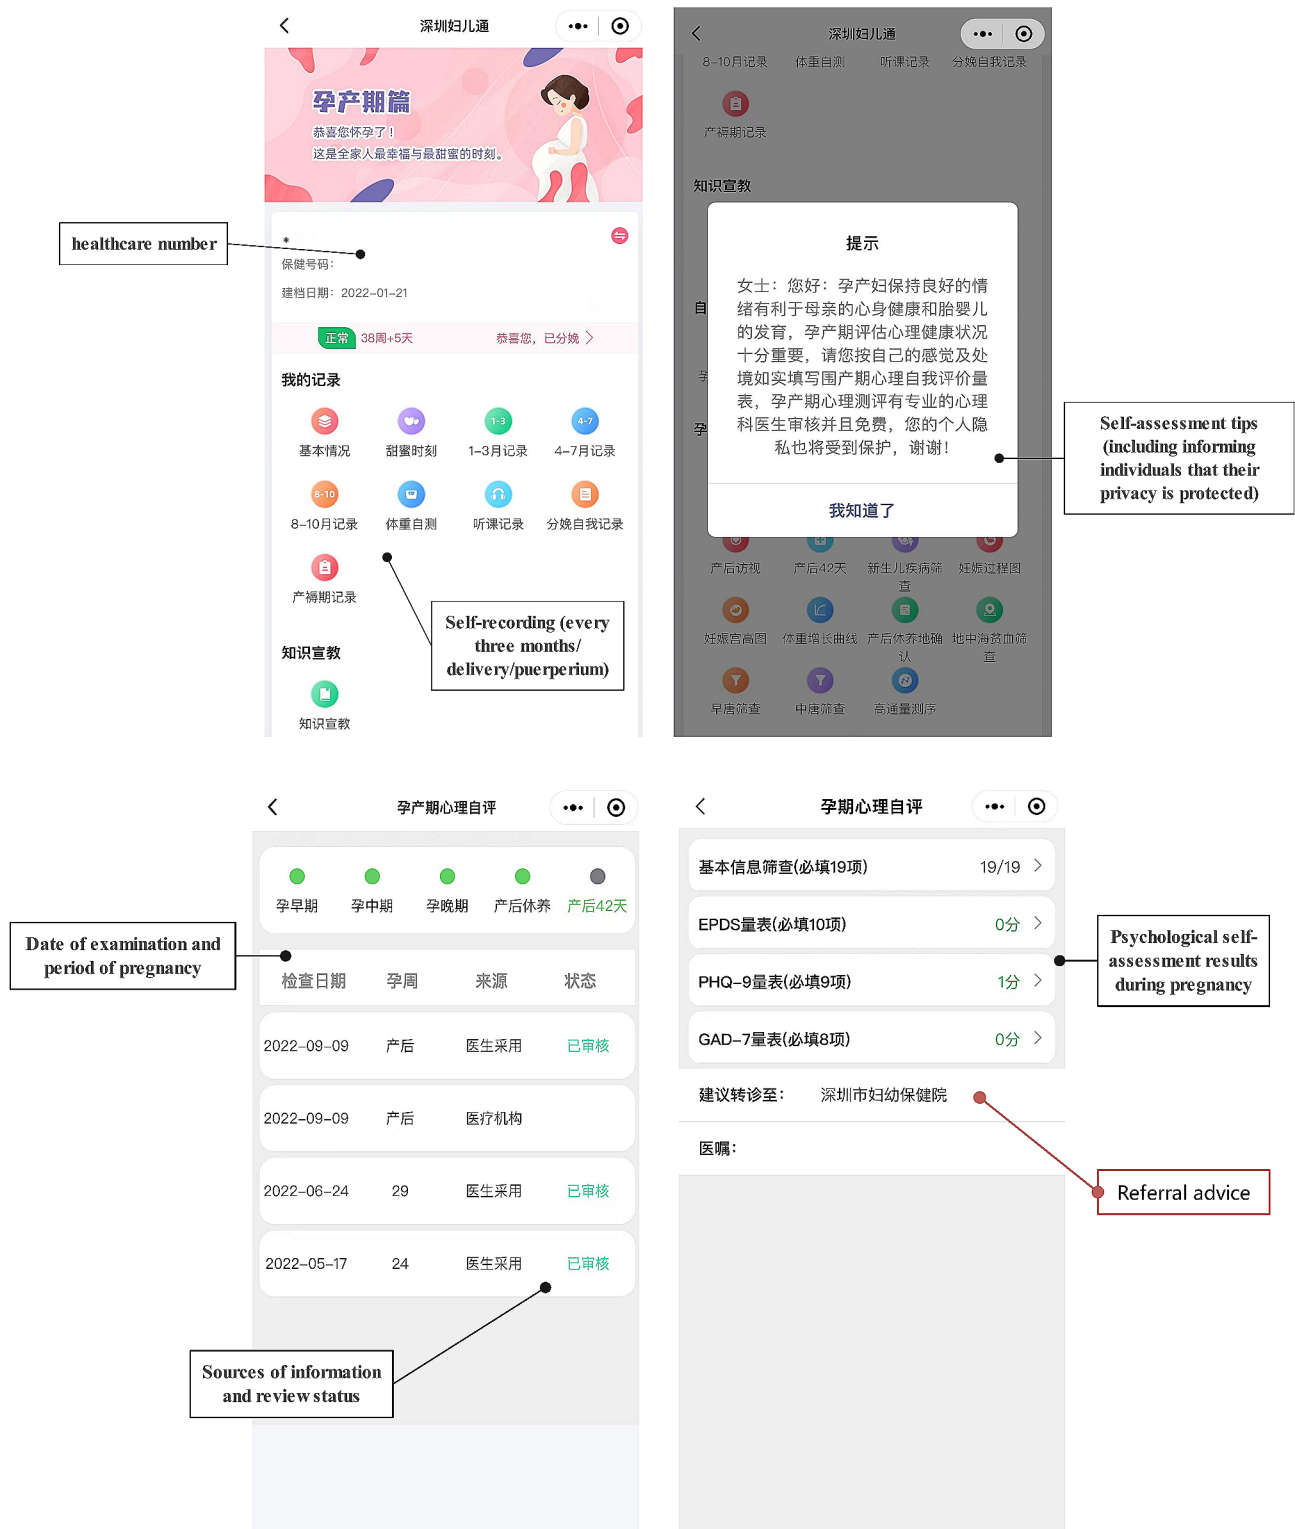 深圳妇儿通
孕产期篇
恭喜您怀孕了！
这是全家人最幸福与最甜蜜的时刻。
healthcare number
*
保健号码：
建档日期：2022-01-21
正常 38周+5天 恭喜您，已分娩
我的记录
1-3 4-7
基本情况 甜蜜时刻 1-3月记录 4-7月记录
8-10
8-10月记录 体重自测 听课记录 分娩自我记录
产褥期记录
Self-recording (every
three months/
delivery/puerperium)
知识宣教
知识宣教
深圳妇儿通
8-10月记录 体重自测 听课记录 分娩自我记录
产褥期记录
知识宣教
提示
女士：您好：孕产妇保持良好的情
绪有利于母亲的心身健康和胎婴儿
的发育，孕产期评估心理健康状况
十分重要，请您按自己的感觉及处
境如实填写围产期心理自我评价量
表，孕产期心理测评有专业的心理
科医生审核并且免费，您的个人隐
私也将受到保护，谢谢！
我知道了
自
孕
孕
Self-assessment tips
(including informing
individuals that their
privacy is protected)
产后访视 产后42天 新生儿疾病筛查 妊娠过程图
妊娠宫高图 体重增长曲线 产后休养地确认 地中海贫血筛查
早唐筛查 中唐筛查 高通量测序
孕产期心理自评
孕早期 孕中期 孕晚期 产后休养 产后42天
Date of examination and
period of pregnancy
检查日期 孕周 来源 状态
2022-09-09 产后 医生采用 已审核
2022-09-09 产后 医疗机构
2022-06-24 29 医生采用 已审核
2022-05-17 24 医生采用 已审核
Sources of information
and review status
孕期心理自评
基本信息筛查(必填19项) 19/19
EPDS量表(必填10项) 0分
PHQ-9量表(必填9项) 1分
GAD-7量表(必填8项) 0分
Psychological self-
assessment results
during pregnancy
建议转诊至： 深圳市妇幼保健院
医嘱：
Referral advice